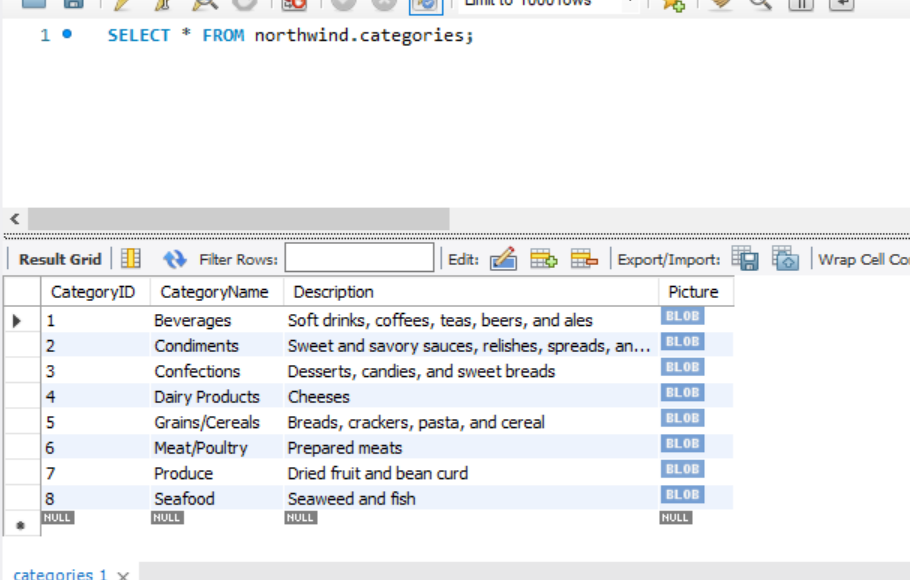 Limit to 1000 rows
1 SELECT * FROM northwind.categories;
Result Grid Filter Rows: Edit: Export/Import: Wrap Cell Co
CategoryID CategoryName Description Picture
1 Beverages Soft drinks, coffees, teas, beers, and ales BLOB
2 Condiments Sweet and savory sauces, relishes, spreads, an... BLOB
3 Confections Desserts, candies, and sweet breads BLOB
4 Dairy Products Cheeses BLOB
5 Grains/Cereals Breads, crackers, pasta, and cereal BLOB
6 Meat/Poultry Prepared meats BLOB
7 Produce Dried fruit and bean curd BLOB
8 Seafood Seaweed and fish BLOB
NULL NULL NULL NULL
categories 1